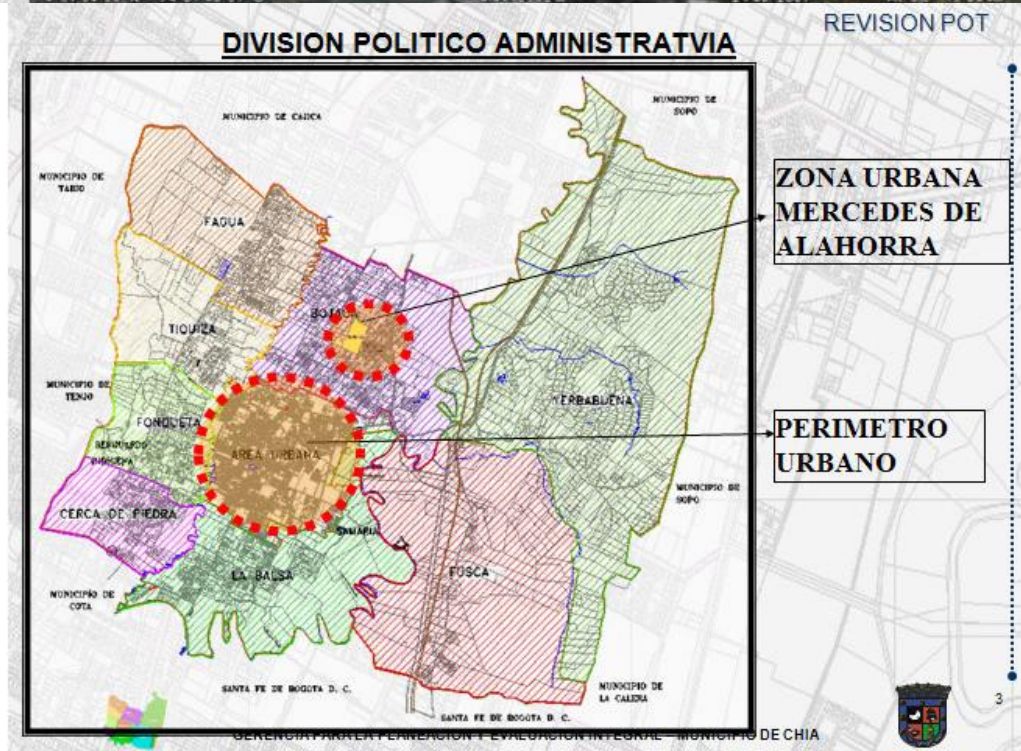 REVISION POT
DIVISION POLITICO ADMINISTRATVIA
MUNICIPIO DE
SOPO
MUNICIPIO DE CAJICA
MUNICIPIO DE
TABIO
ZONA URBANA
MERCEDES DE
ALAHORRA
FAGUA
TIQUIZA
MUNICIPIO DE
TENJO
YERBABUENA
FONQUETA
RESGUARDO
INDIGENA
AREA URBANA
PERIMETRO
URBANO
MUNICIPIO DE
SOPO
CERCA DE PIEDRA
SAMARIA
LA BALSA
FUSCA
MUNICIPIO DE
COTA
SANTA FE DE BOGOTA D. C.
MUNICIPIO DE
LA CALERA
SANTA FE DE BOGOTA D. C.
3
GERENCIA PARA LA PLANEACION Y EVALUACION INTEGRAL - MUNICIPIO DE CHIA